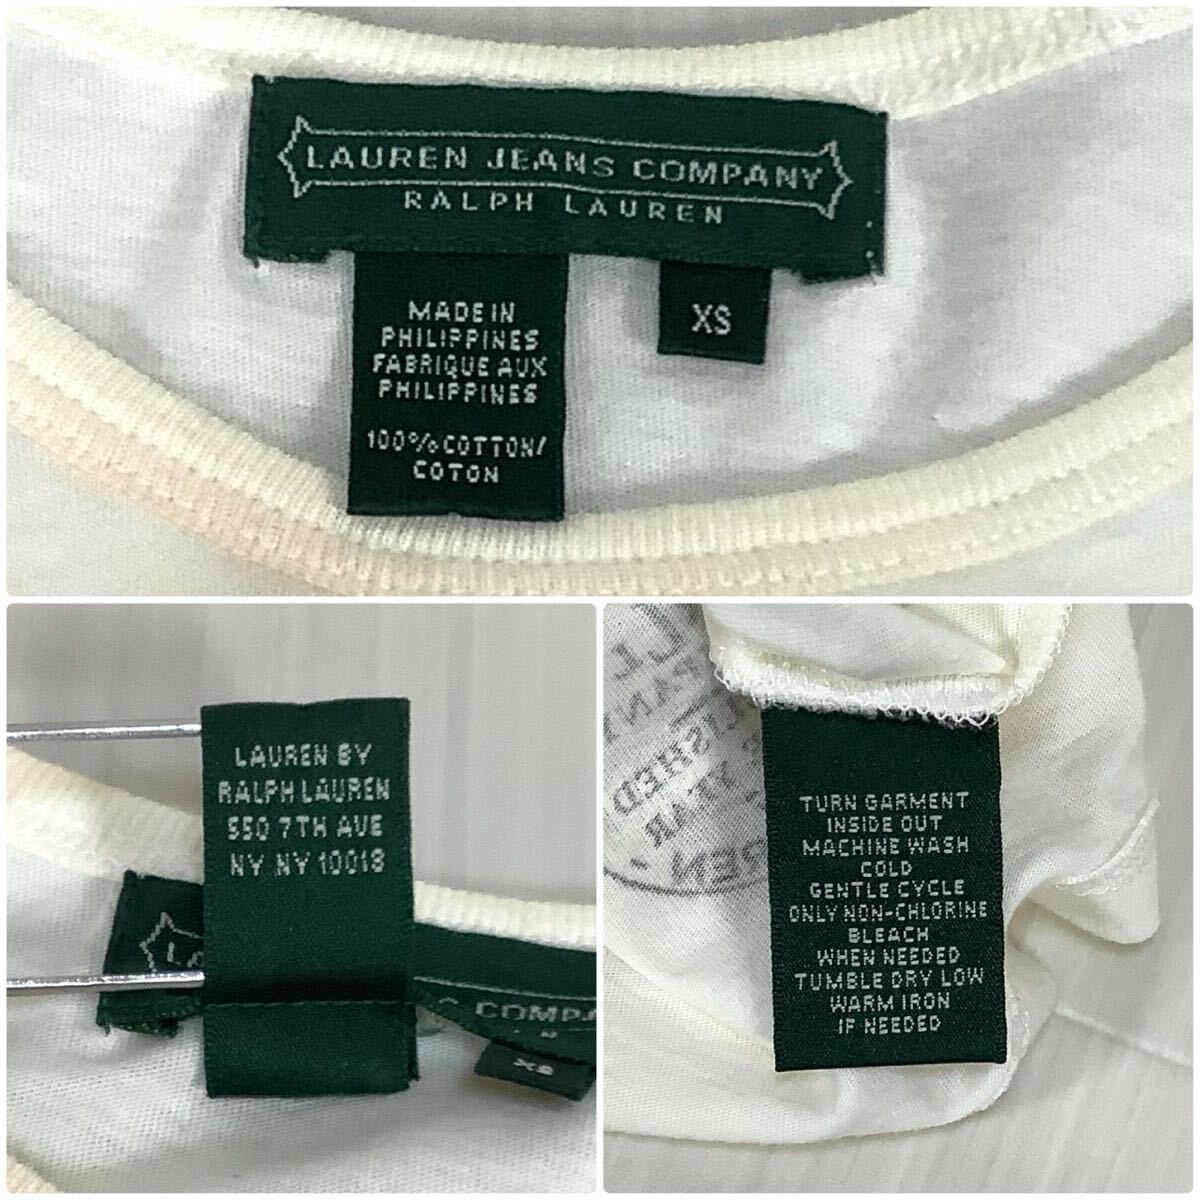 LAUREN JEANS COMPANY
RALPH LAUREN
MADE IN
PHILIPPINES
FABRIQUE AUX
PHILIPPINES
100% COTTON/
COTON
XS
LAUREN BY
RALPH LAUREN
550 7TH AVE
NY NY 10018
COMPA
XS
TURN GARMENT
INSIDE OUT
MACHINE WASH
COLD
GENTLE CYCLE
ONLY NON-CHLORINE
BLEACH
WHEN NEEDED
TUMBLE DRY LOW
WARM IRON
IF NEEDED